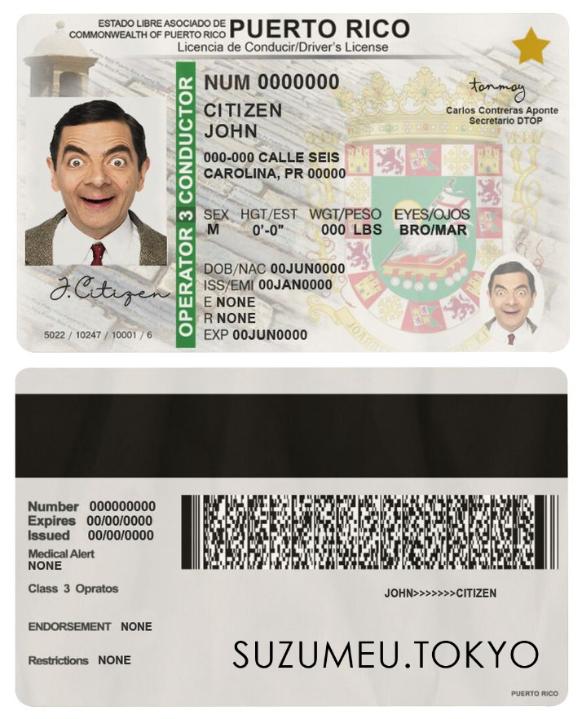 ESTADO LIBRE ASOCIADO DE
COMMONWEALTH OF PUERTO RICO
PUERTO RICO
Licencia de Conducir/Driver's License
OPERATOR 3 CONDUCTOR
NUM 0000000
CITIZEN
JOHN
000-000 CALLE SEIS
CAROLINA, PR 00000
SEX HGT/EST WGT/PESO EYES/OJOS
M 0'-0" 000 LBS BRO/MAR
DOB/NAC 00JUN0000
ISS/EMI 00JAN0000
E NONE
R NONE
EXP 00JUN0000
tanmay
Carlos Contreras Aponte
Secretario DTOP
J.Citizen
5022 / 10247 / 10001 / 6
Number 000000000
Expires 00/00/0000
Issued 00/00/0000
Medical Alert
NONE
Class 3 Opratos
ENDORSEMENT NONE
Restrictions NONE
JOHN>>>>>>>CITIZEN
SUZUMEU.TOKYO
PUERTO RICO